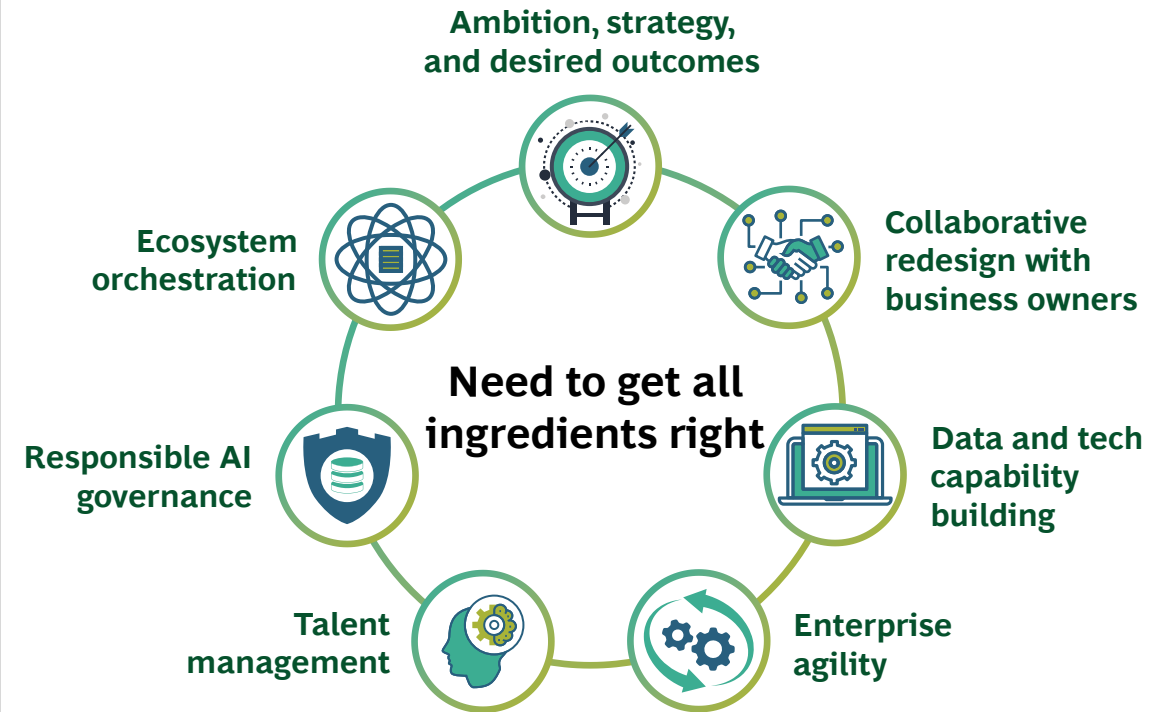 Ambition, strategy,
and desired outcomes
Collaborative
redesign with
business owners
Data and tech
capability
building
Enterprise
agility
Talent
management
Responsible AI
governance
Ecosystem
orchestration
Need to get all
ingredients right